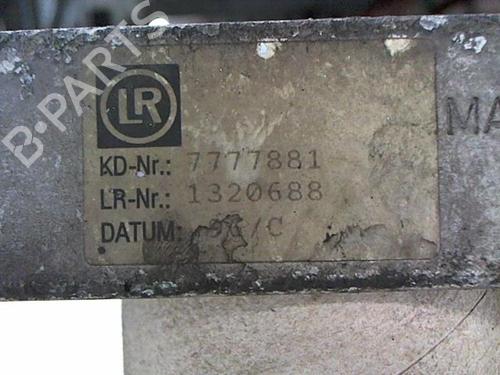 B-PARTS
LR
MA
KD-Nr.: 7777881
LR-Nr.: 1320688
DATUM: /C